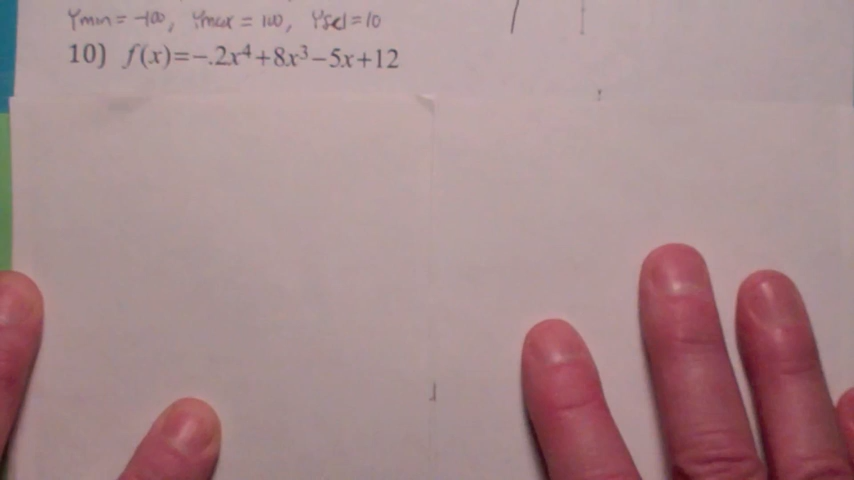 Ymin = -100, Ymax = 100, Yscl = 10
10) f(x)=-.2x⁴+8x³-5x+12